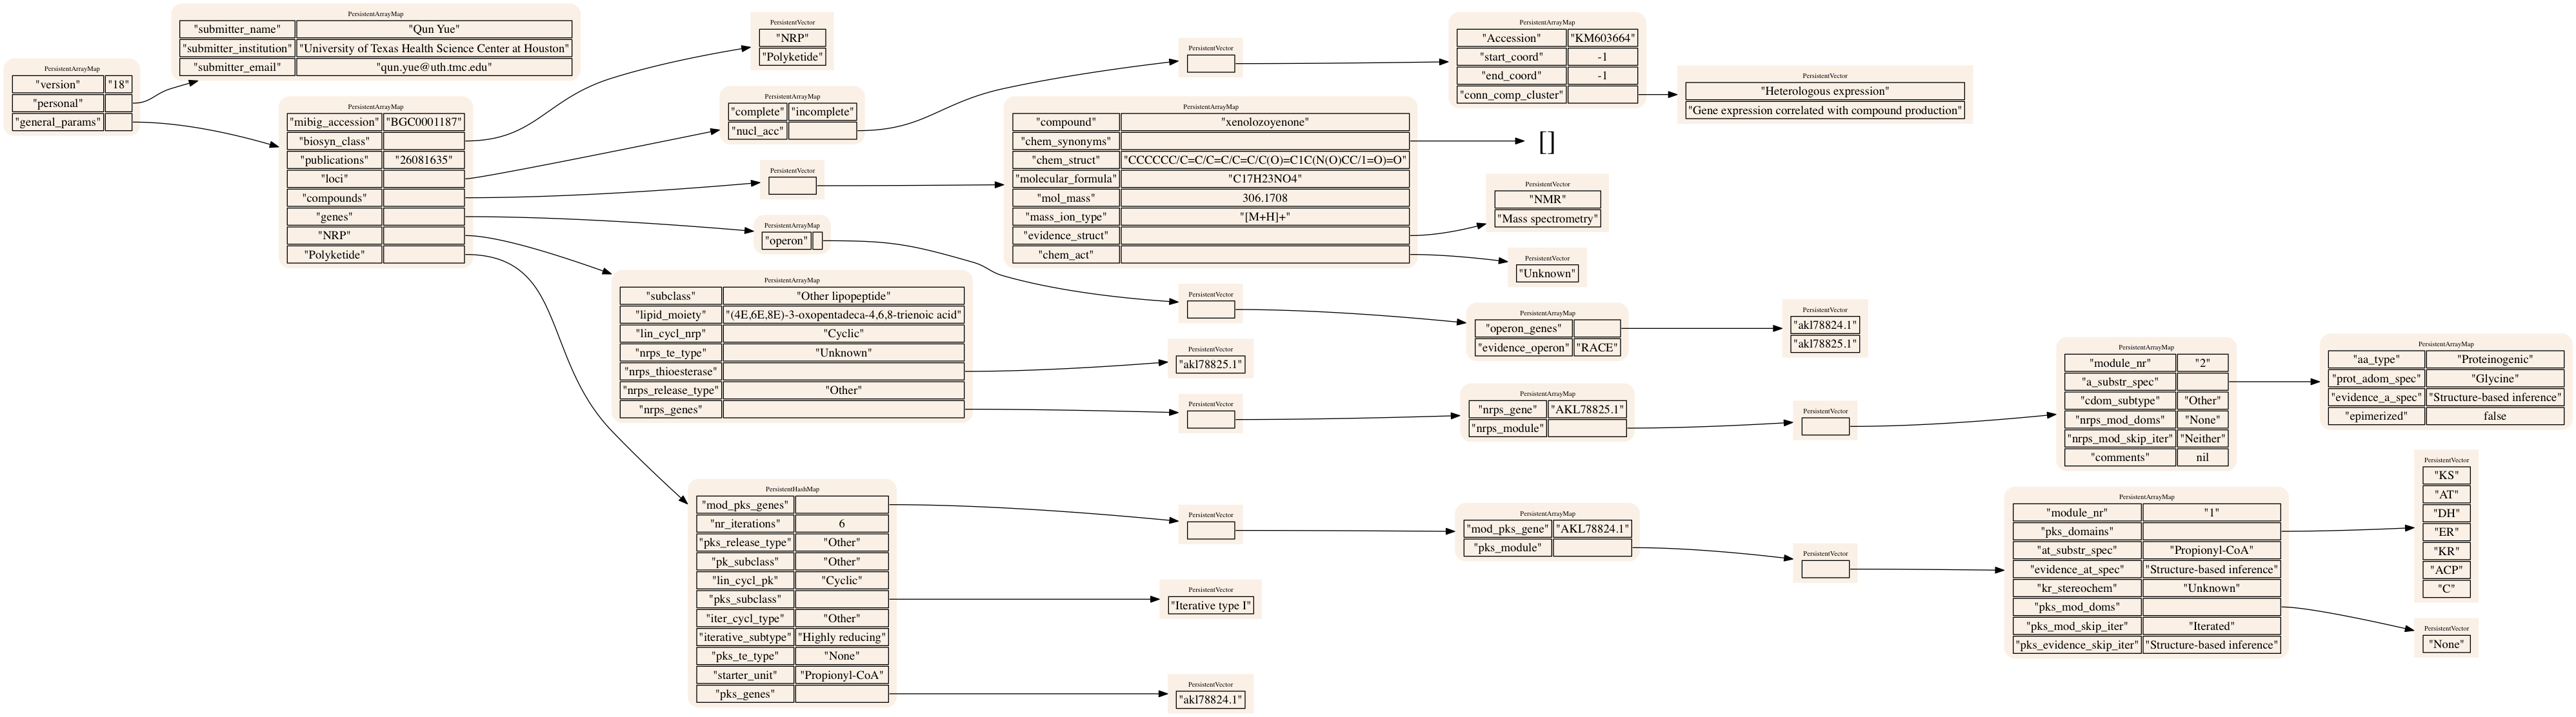 PersistentArrayMap
"version" "18"
"personal"
"general_params"
PersistentArrayMap
"submitter_name" "Qun Yue"
"submitter_institution" "University of Texas Health Science Center at Houston"
"submitter_email" "qun.yue@uth.tmc.edu"
PersistentArrayMap
"mibig_accession" "BGC0001187"
"biosyn_class"
"publications" "26081635"
"loci"
"compounds"
"genes"
"NRP"
"Polyketide"
PersistentVector
"NRP"
"Polyketide"
PersistentArrayMap
"complete" "incomplete"
"nucl_acc"
PersistentVector
PersistentArrayMap
"Accession" "KM603664"
"start_coord" -1
"end_coord" -1
"conn_comp_cluster"
PersistentVector
"Heterologous expression"
"Gene expression correlated with compound production"
PersistentVector
PersistentArrayMap
"compound" "xenolozoyenone"
"chem_synonyms"
"chem_struct" "CCCCCC/C=C/C=C/C=C/C(O)=C1C(N(O)CC/1=O)=O"
"molecular_formula" "C17H23NO4"
"mol_mass" 306.1708
"mass_ion_type" "[M+H]+"
"evidence_struct"
"chem_act"
[]
PersistentVector
"NMR"
"Mass spectrometry"
PersistentVector
"Unknown"
PersistentArrayMap
"operon"
PersistentVector
PersistentArrayMap
"operon_genes"
"evidence_operon" "RACE"
PersistentVector
"akl78824.1"
"akl78825.1"
PersistentArrayMap
"subclass" "Other lipopeptide"
"lipid_moiety" "(4E,6E,8E)-3-oxopentadeca-4,6,8-trienoic acid"
"lin_cycl_nrp" "Cyclic"
"nrps_te_type" "Unknown"
"nrps_thioesterase"
"nrps_release_type" "Other"
"nrps_genes"
PersistentVector
"akl78825.1"
PersistentVector
PersistentArrayMap
"nrps_gene" "AKL78825.1"
"nrps_module"
PersistentVector
PersistentArrayMap
"module_nr" "2"
"a_substr_spec"
"cdom_subtype" "Other"
"nrps_mod_doms" "None"
"nrps_mod_skip_iter" "Neither"
"comments" nil
PersistentArrayMap
"aa_type" "Proteinogenic"
"prot_adom_spec" "Glycine"
"evidence_a_spec" "Structure-based inference"
"epimerized" false
PersistentHashMap
"mod_pks_genes"
"nr_iterations" 6
"pks_release_type" "Other"
"pk_subclass" "Other"
"lin_cycl_pk" "Cyclic"
"pks_subclass"
"iter_cycl_type" "Other"
"iterative_subtype" "Highly reducing"
"pks_te_type" "None"
"starter_unit" "Propionyl-CoA"
"pks_genes"
PersistentVector
PersistentArrayMap
"mod_pks_gene" "AKL78824.1"
"pks_module"
PersistentVector
PersistentArrayMap
"module_nr" "1"
"pks_domains"
"at_substr_spec" "Propionyl-CoA"
"evidence_at_spec" "Structure-based inference"
"kr_stereochem" "Unknown"
"pks_mod_doms"
"pks_mod_skip_iter" "Iterated"
"pks_evidence_skip_iter" "Structure-based inference"
PersistentVector
"KS"
"AT"
"DH"
"ER"
"KR"
"ACP"
"C"
PersistentVector
"None"
PersistentVector
"Iterative type I"
PersistentVector
"akl78824.1"